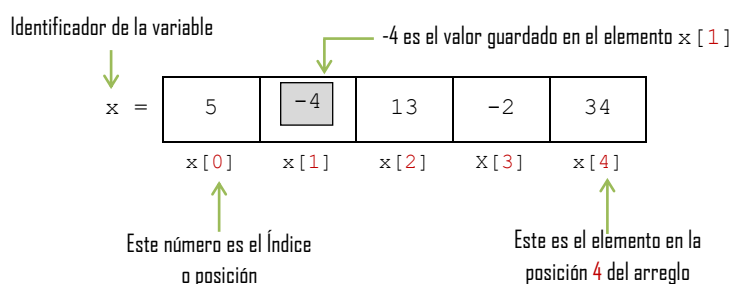 Identificador de la variable
-4 es el valor guardado en el elemento x[1]
x = 5 -4 13 -2 34
x[0] x[1] x[2] X[3] x[4]
Este número es el Índice
o posición
Este es el elemento en la
posición 4 del arreglo